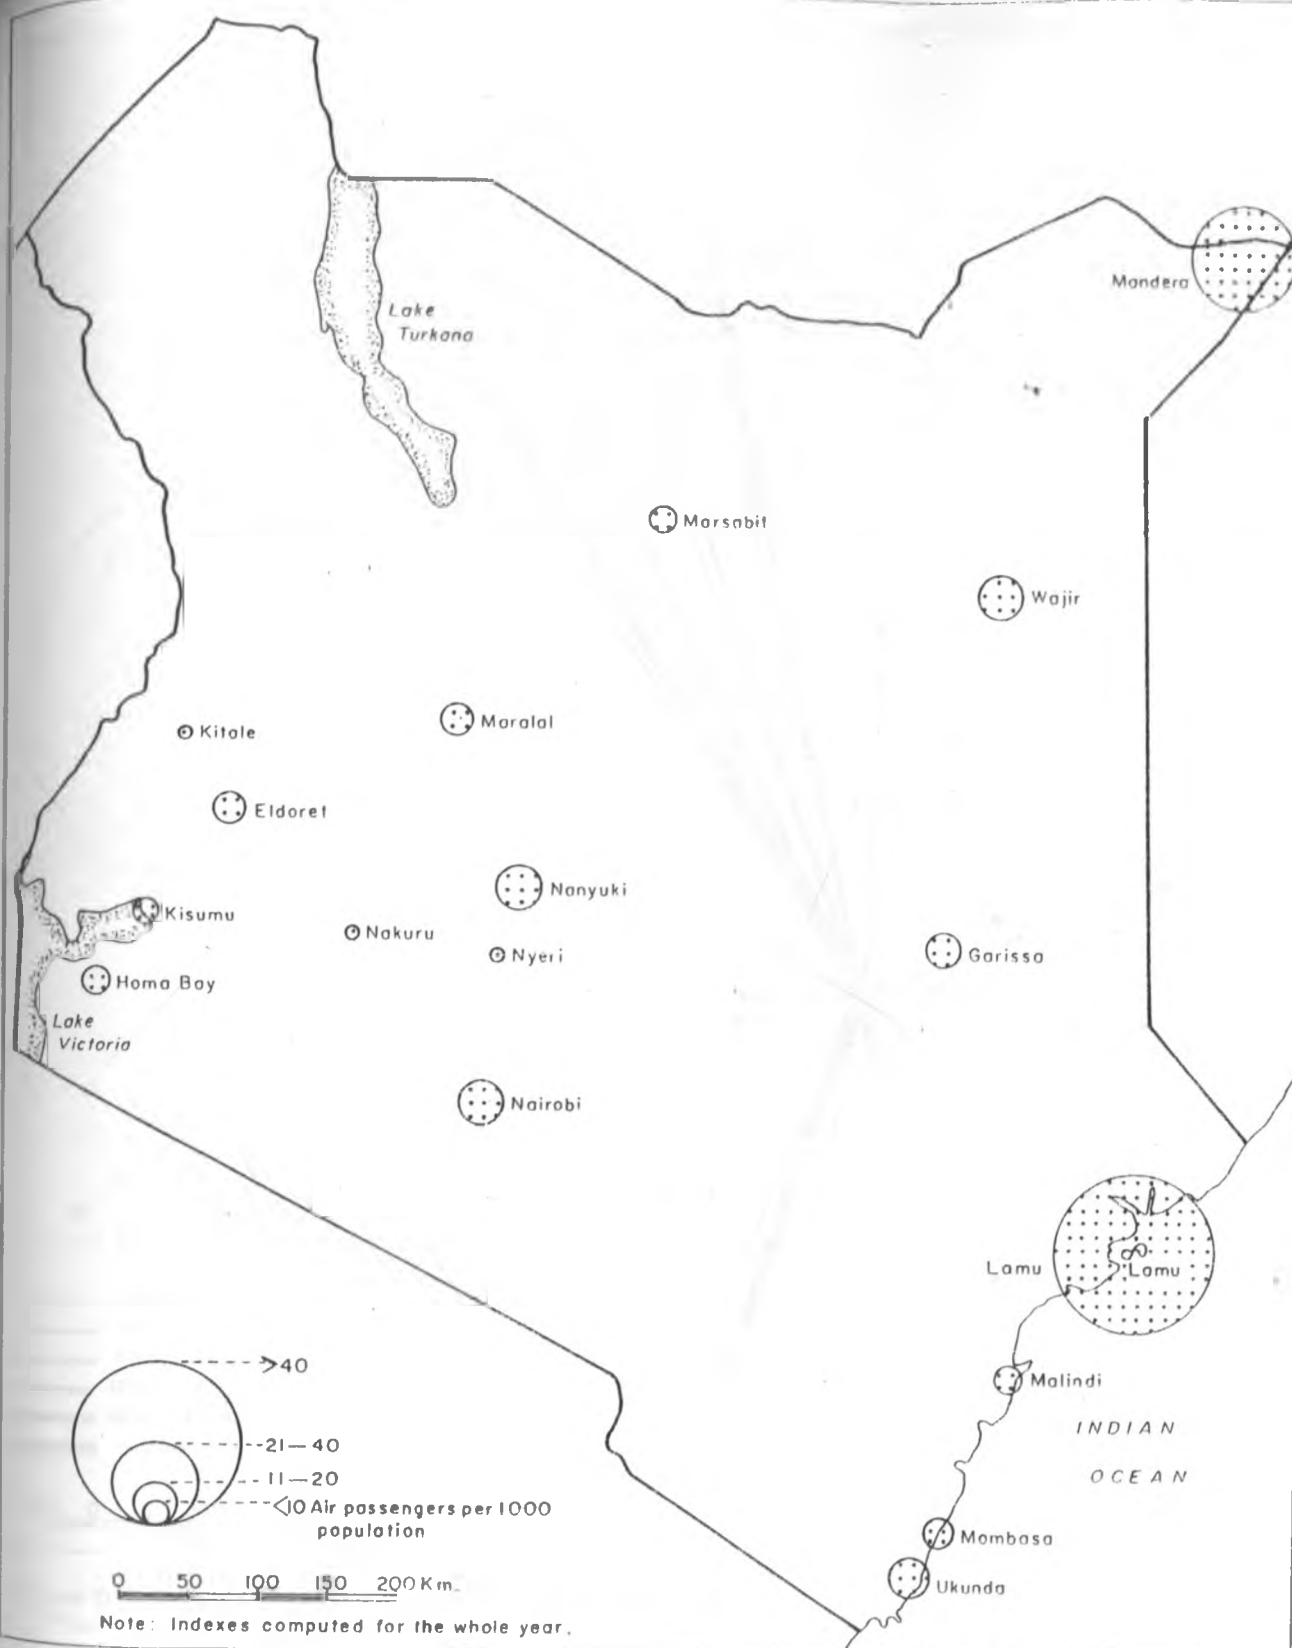 Mandera
Lake
Turkana
Marsabit
Wajir
Kitale
Maralal
Eldoret
Nanyuki
Kisumu
Nakuru
Nyeri
Garissa
Homa Bay
Lake
Victoria
Nairobi
Lamu
Lamu
>40
Malindi
INDIAN
OCEAN
21—40
11—20
<10 Air passengers per 1000
population
Mombasa
Ukunda
0 50 100 150 200 Km.
Note: Indexes computed for the whole year.